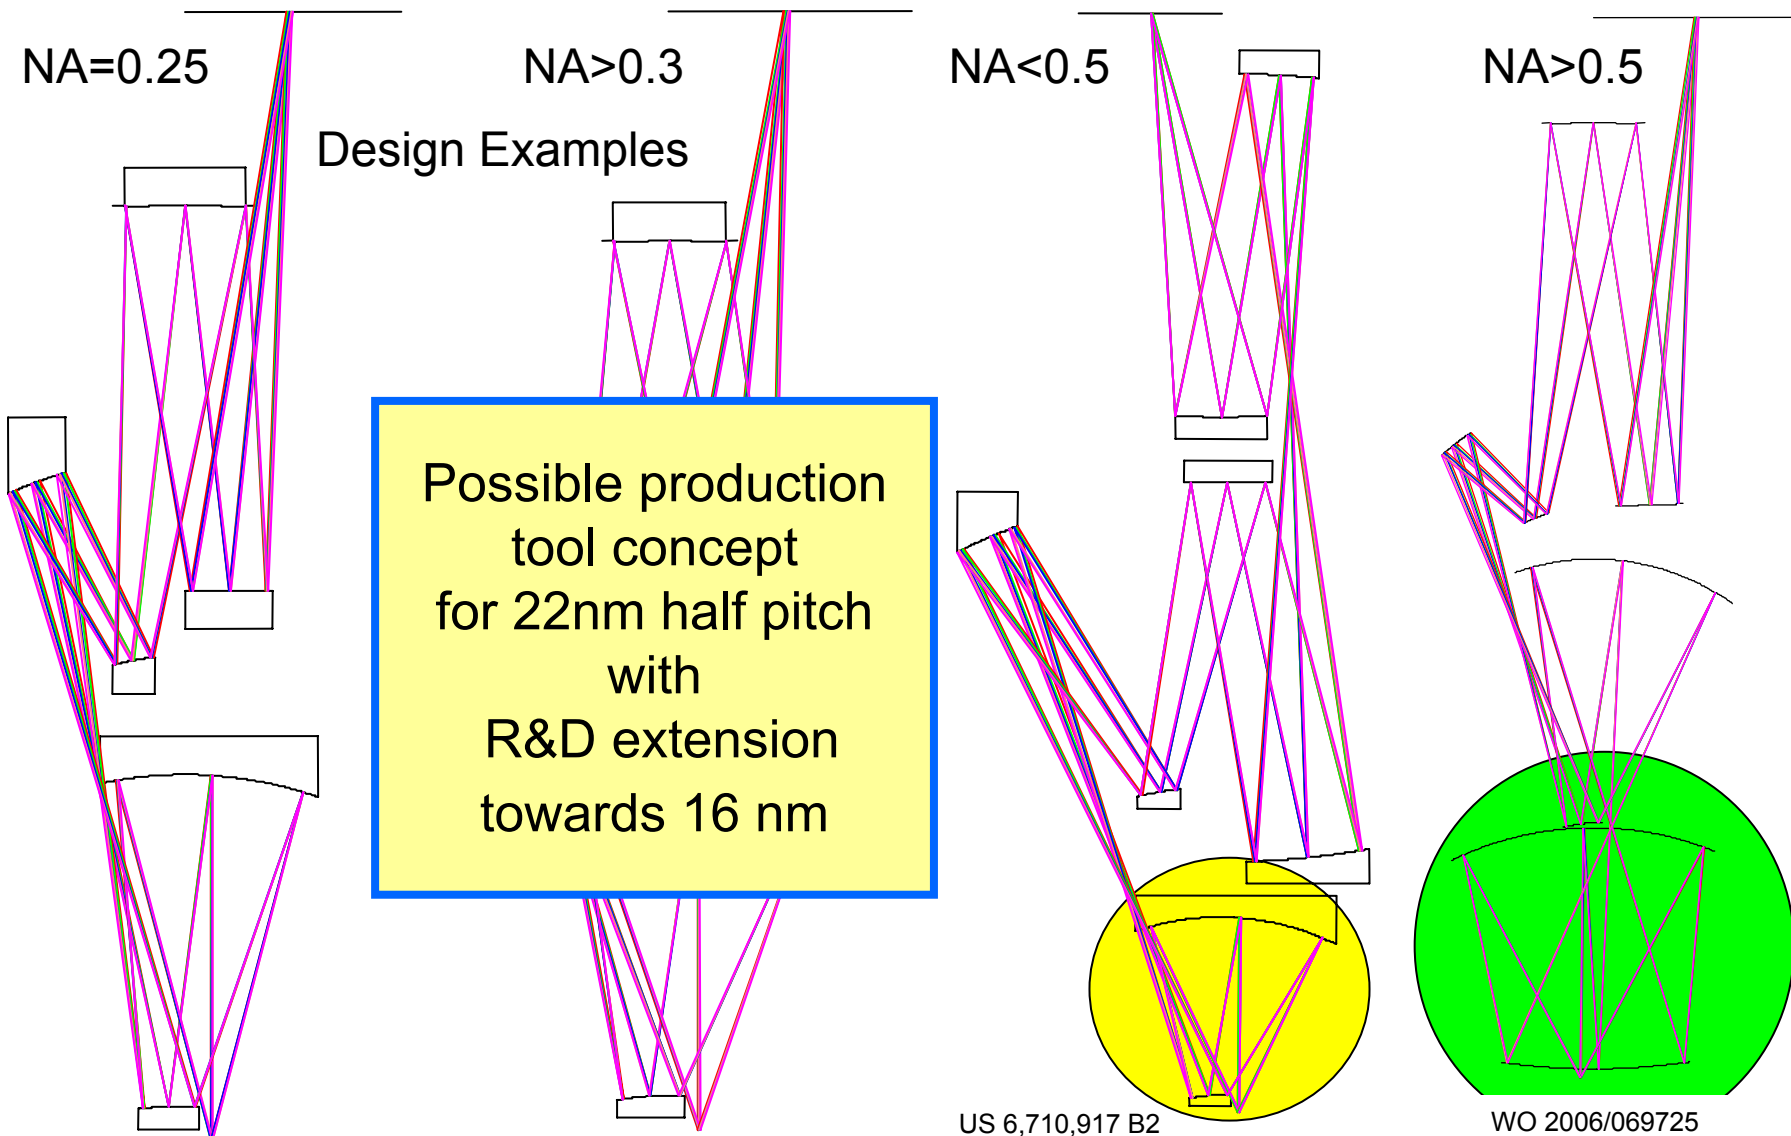 NA=0.25
NA>0.3
NA<0.5
NA>0.5
Design Examples
Possible production
tool concept
for 22nm half pitch
with
R&D extension
towards 16 nm
US 6,710,917 B2
WO 2006/069725